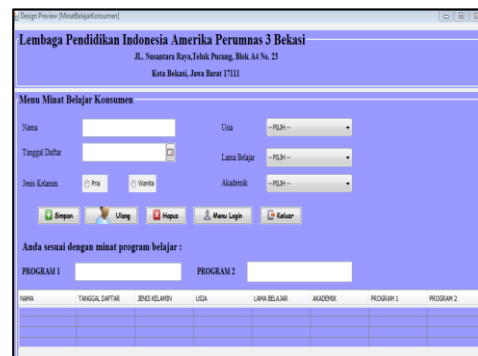 Design Preview [MinatBelajarKonsumen]
Lembaga Pendidikan Indonesia Amerika Perumnas 3 Bekasi
JL. Nusantara Raya,Teluk Pucung, Blok A4 No. 23
Kota Bekasi, Jawa Barat 17111
Menu Minat Belajar Konsumen
Nama
Usia
-- PILIH --
Tanggal Daftar
Lama Belajar
-- PILIH --
Jenis Kelamin
Pria
Wanita
Akademik
-- PILIH --
Simpan
Ulang
Hapus
Menu Login
Keluar
Anda sesuai dengan minat program belajar :
PROGRAM 1
PROGRAM 2
NAMA TANGGAL DAFTAR JENIS KELAMIN USIA LAMA BELAJAR AKADEMIK PROGRAM 1 PROGRAM 2